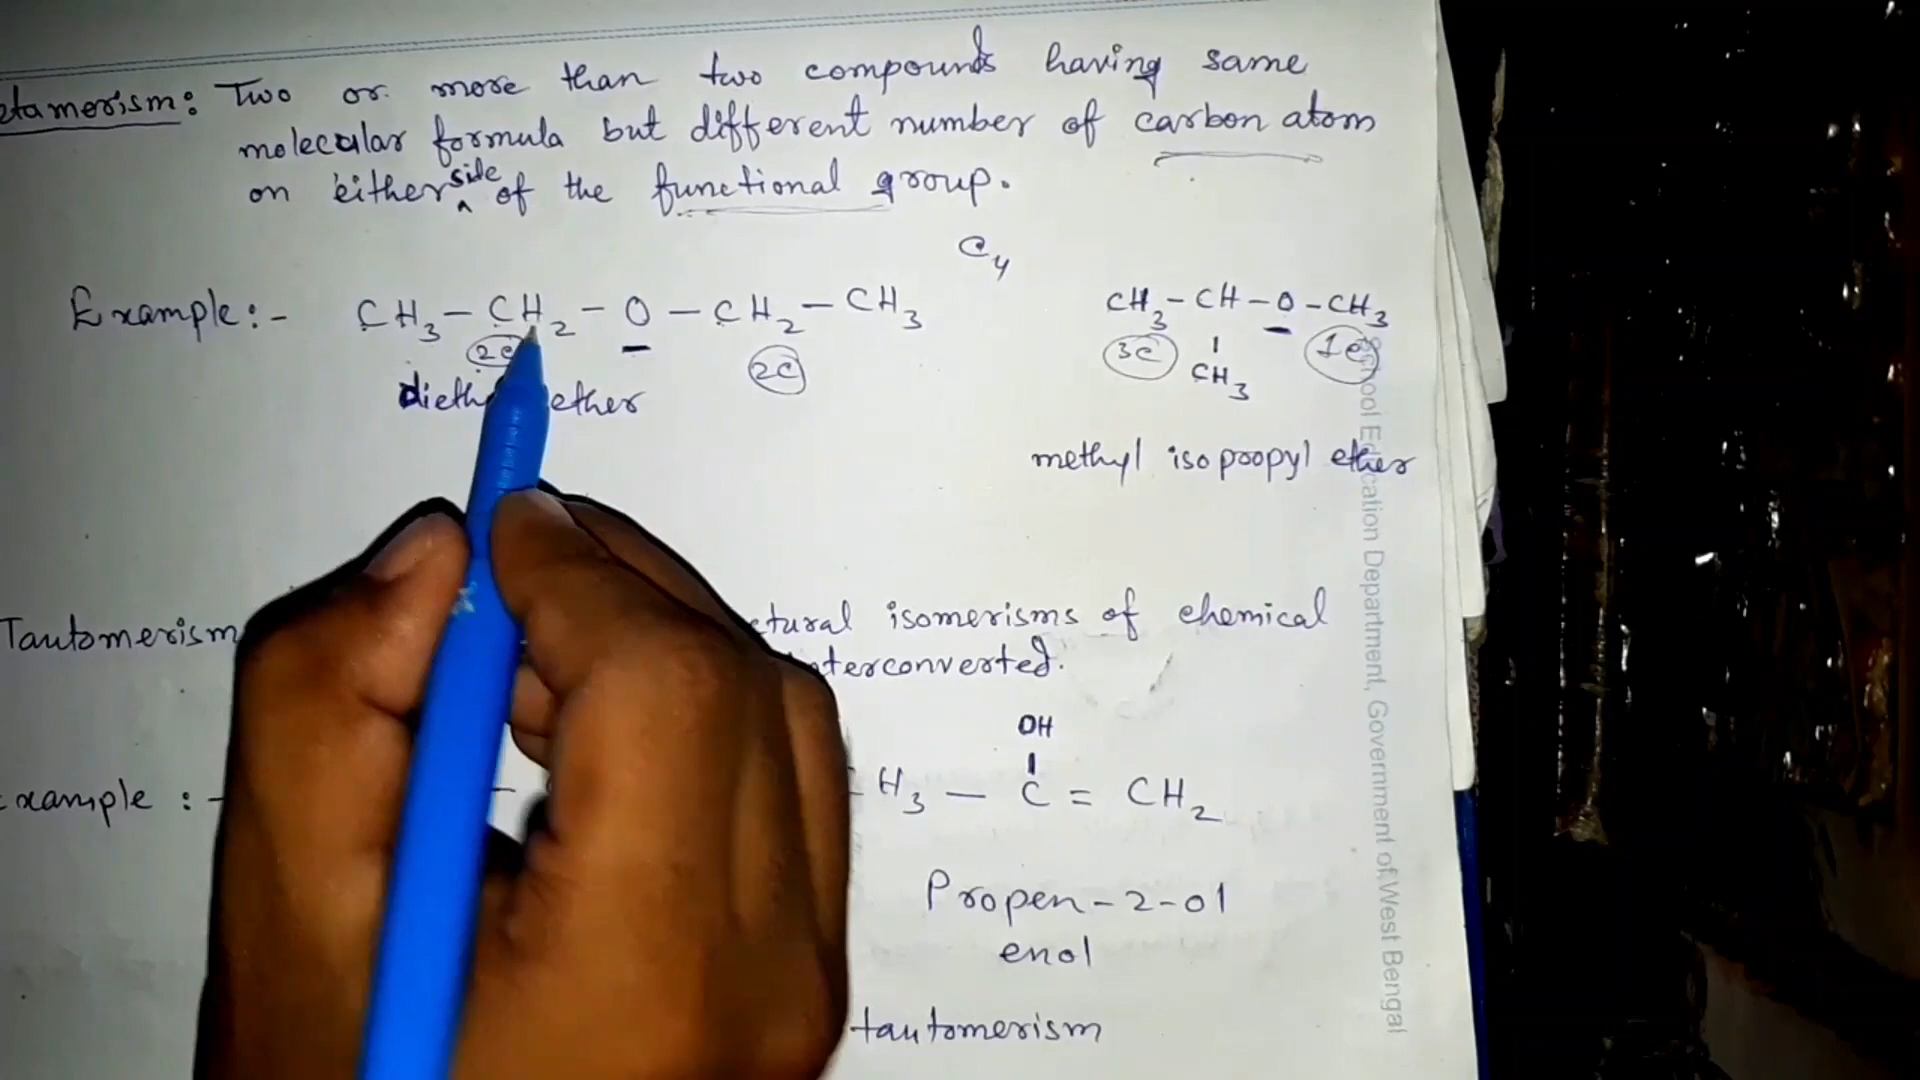 etamerism: Two or more than two compounds having same
molecular formula but different number of carbon atom
on either side of the functional group.
C4
Example:- CH3-CH2-O-CH2-CH3
2C
diethyl ether
CH3-CH-O-CH3
3C 1C
CH3
methyl isopropyl ether
Tautomerism ctural isomerisms of chemical
interconverted.
OH
xample :- H3 - C = CH2
Propen-2-ol
enol
tautomerism
School Education Department, Government of West Bengal